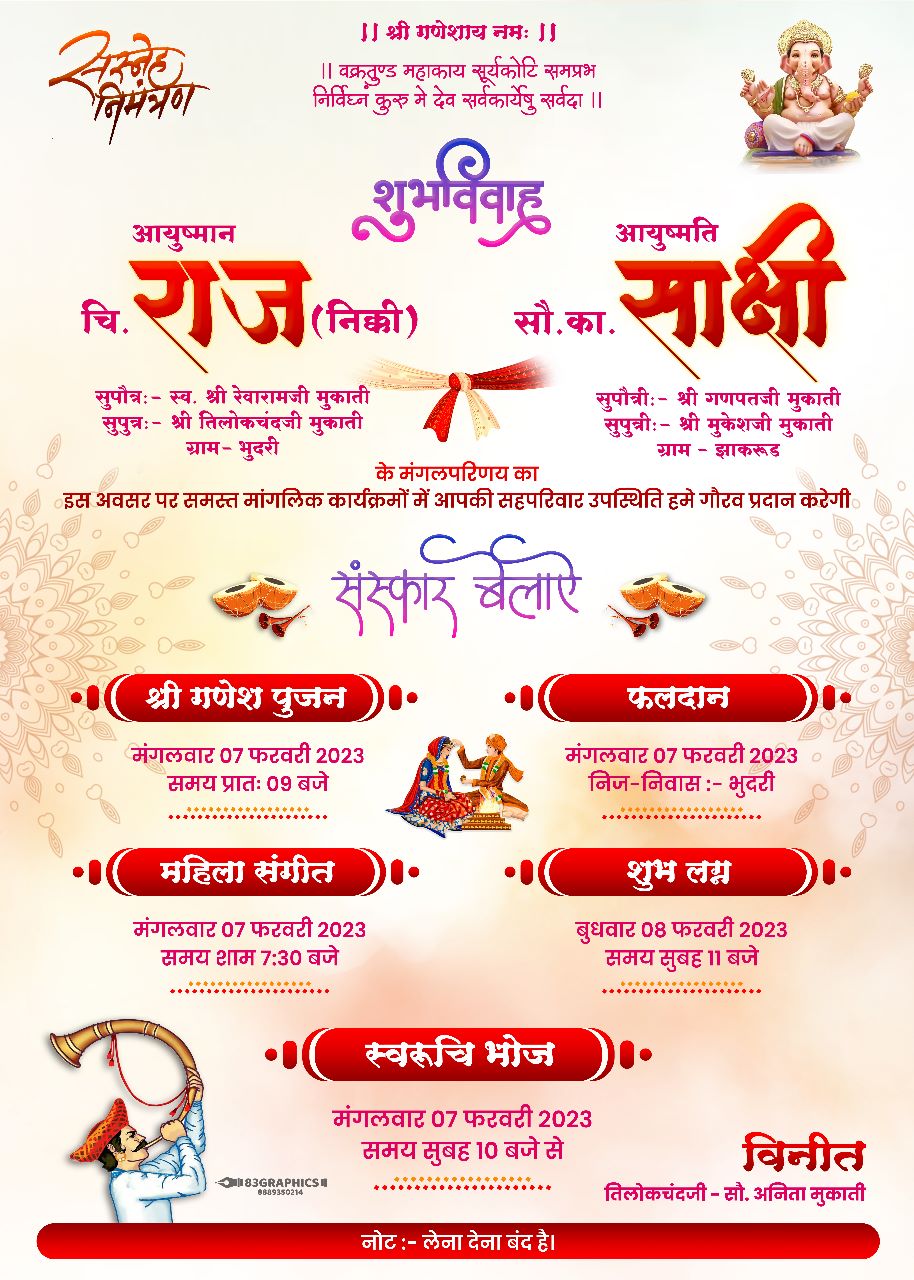 सस्नेह
निमंत्रण
|| श्री गणेशाय नमः ||
|| वक्रतुण्ड महाकाय सूर्यकोटि समप्रभ
निर्विघ्नं कुरु मे देव सर्वकार्येषु सर्वदा ||
शुभविवाह
आयुष्मान
चि. राज (निक्की)
सुपौत्र:- स्व. श्री रेवारामजी मुकाती
सुपुत्र:- श्री तिलोकचंदजी मुकाती
ग्राम- भुदरी
आयुष्मति
सौ.का. साक्षी
सुपौत्री:- श्री गणपतजी मुकाती
सुपुत्री:- श्री मुकेशजी मुकाती
ग्राम - झाकरूड
के मंगलपरिणय का
इस अवसर पर समस्त मांगलिक कार्यक्रमों में आपकी सहपरिवार उपस्थिति हमे गौरव प्रदान करेगी
संस्कार बेलाऐ
श्री गणेश पुजन
मंगलवार 07 फरवरी 2023
समय प्रातः 09 बजे
फलदान
मंगलवार 07 फरवरी 2023
निज-निवास :- भुदरी
महिला संगीत
मंगलवार 07 फरवरी 2023
समय शाम 7:30 बजे
शुभ लग्न
बुधवार 08 फरवरी 2023
समय सुबह 11 बजे
स्वरूचि भोज
मंगलवार 07 फरवरी 2023
समय सुबह 10 बजे से
83GRAPHICS
8889350214
विनीत
तिलोकचंदजी - सौ. अनिता मुकाती
नोट :- लेना देना बंद है।